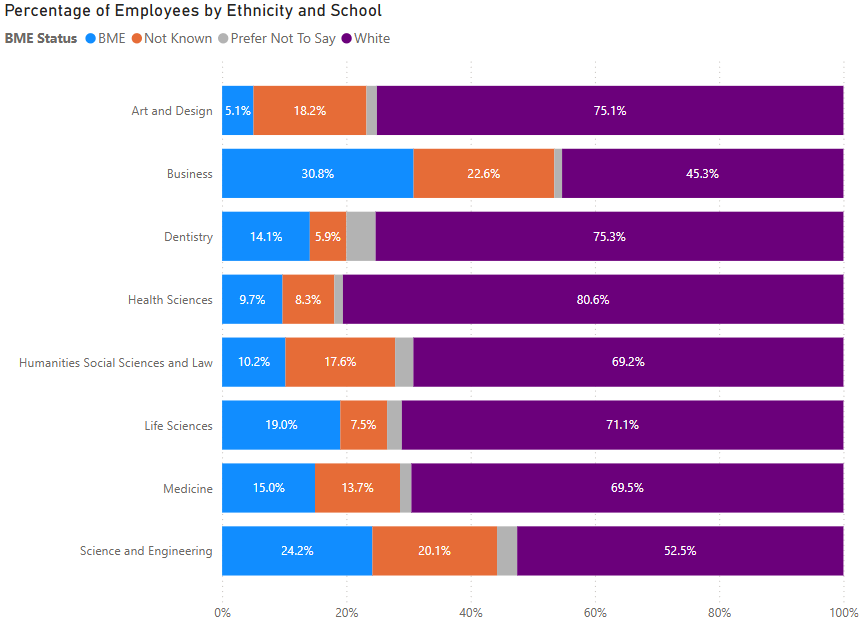 Percentage of Employees by Ethnicity and School
BME Status BME Not Known Prefer Not To Say White
Art and Design 5.1% 18.2% 75.1%
Business 30.8% 22.6% 45.3%
Dentistry 14.1% 5.9% 75.3%
Health Sciences 9.7% 8.3% 80.6%
Humanities Social Sciences and Law 10.2% 17.6% 69.2%
Life Sciences 19.0% 7.5% 71.1%
Medicine 15.0% 13.7% 69.5%
Science and Engineering 24.2% 20.1% 52.5%
0% 20% 40% 60% 80% 100%